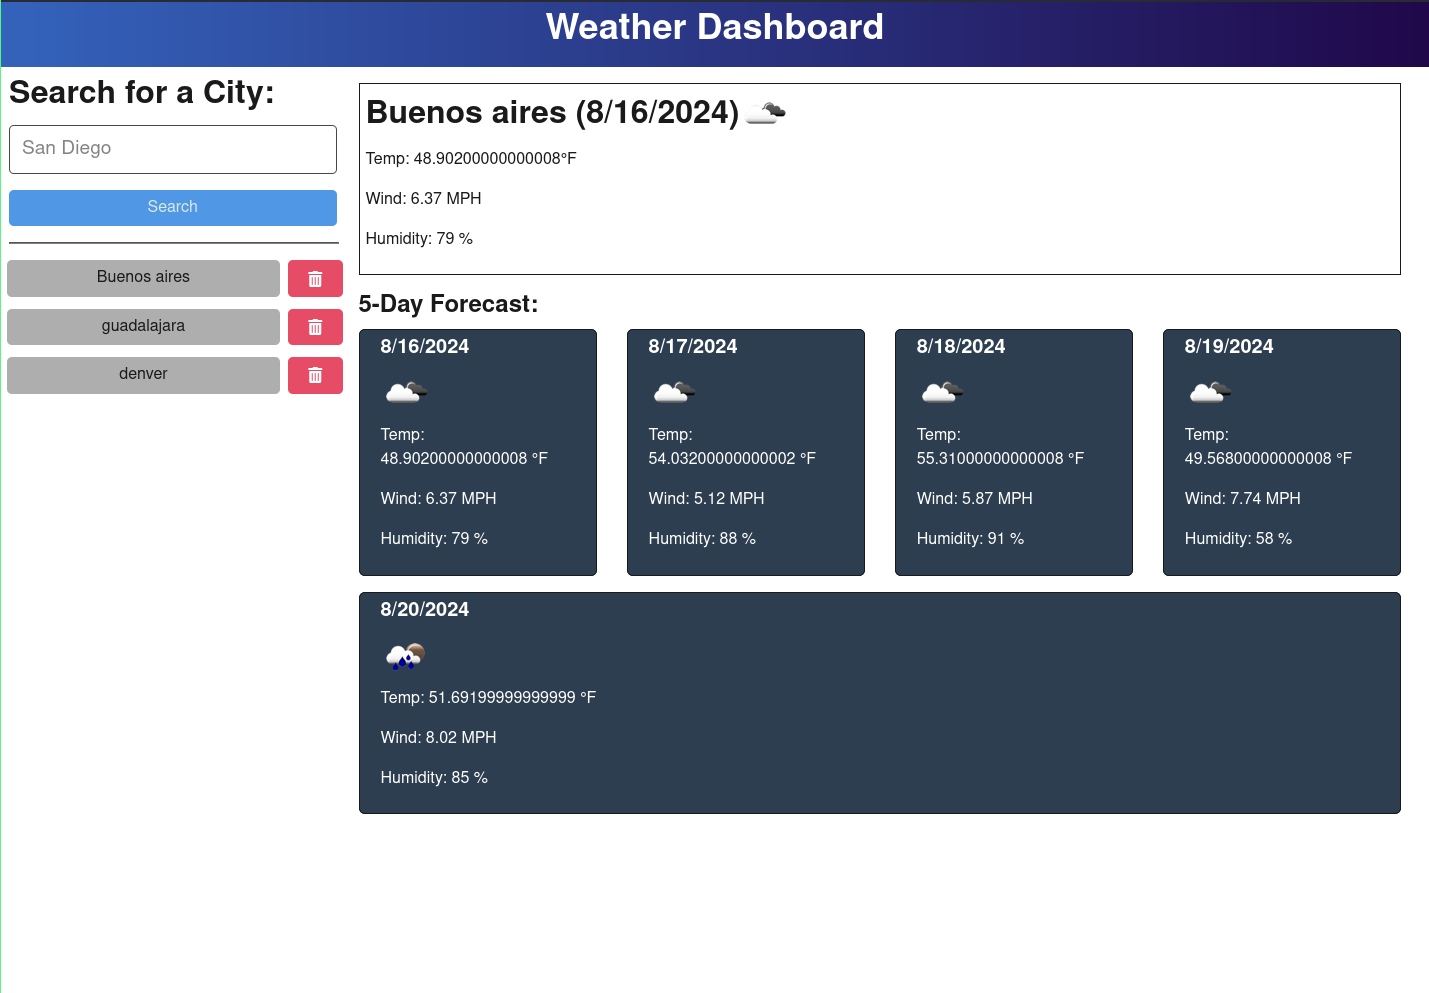 Weather Dashboard
Search for a City:
San Diego
Search
Buenos aires
guadalajara
denver
Buenos aires (8/16/2024)
Temp: 48.90200000000008°F
Wind: 6.37 MPH
Humidity: 79 %
5-Day Forecast:
8/16/2024
Temp:
48.90200000000008 °F
Wind: 6.37 MPH
Humidity: 79 %
8/17/2024
Temp:
54.03200000000002 °F
Wind: 5.12 MPH
Humidity: 88 %
8/18/2024
Temp:
55.31000000000008 °F
Wind: 5.87 MPH
Humidity: 91 %
8/19/2024
Temp:
49.56800000000008 °F
Wind: 7.74 MPH
Humidity: 58 %
8/20/2024
Temp: 51.69199999999999 °F
Wind: 8.02 MPH
Humidity: 85 %